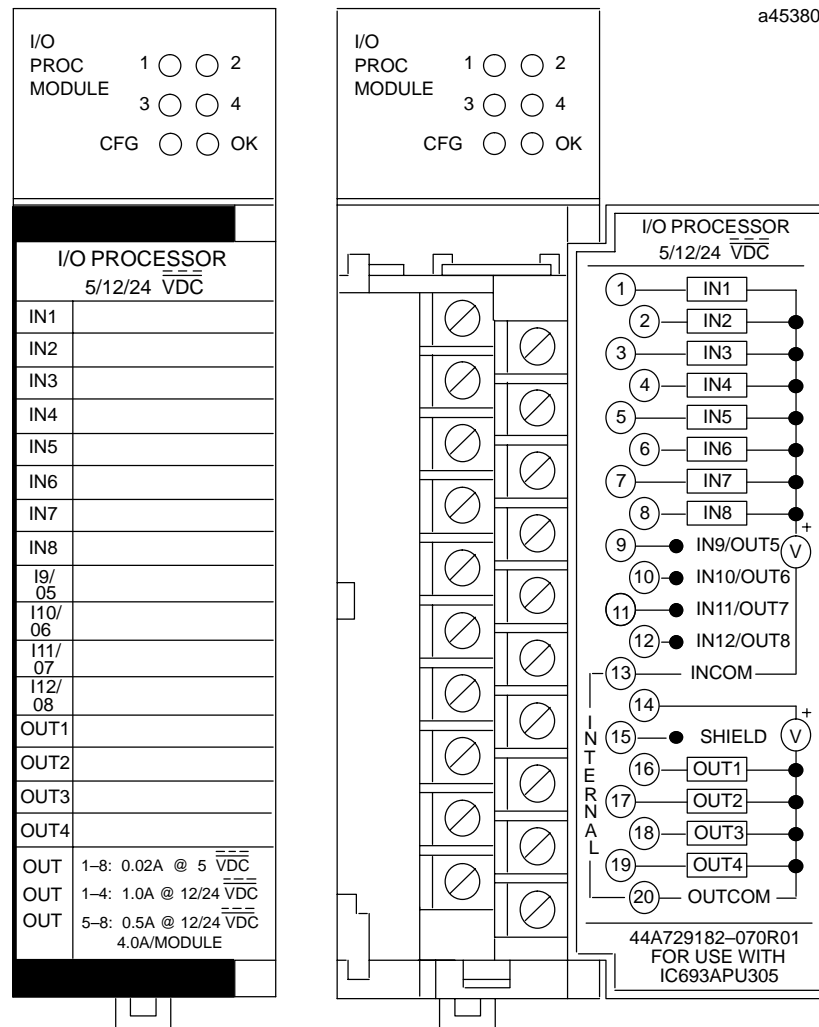 a45380
I/O
PROC 1 2
MODULE
3 4
CFG OK
I/O PROCESSOR
5/12/24 VDC
IN1
IN2
IN3
IN4
IN5
IN6
IN7
IN8
I9/
05
I10/
06
I11/
07
I12/
08
OUT1
OUT2
OUT3
OUT4
OUT 1–8: 0.02A @ 5 VDC
OUT 1–4: 1.0A @ 12/24 VDC
OUT 5–8: 0.5A @ 12/24 VDC
4.0A/MODULE
I/O
PROC 1 2
MODULE
3 4
CFG OK
I/O PROCESSOR
5/12/24 VDC
1 IN1
2 IN2
3 IN3
4 IN4
5 IN5
6 IN6
7 IN7
8 IN8
+
9 IN9/OUT5 V
10 IN10/OUT6
11 IN11/OUT7
12 IN12/OUT8
13 INCOM
14
+
15 SHIELD V
16 OUT1
17 OUT2
18 OUT3
19 OUT4
20 OUTCOM
INTERNAL
44A729182–070R01
FOR USE WITH
IC693APU305